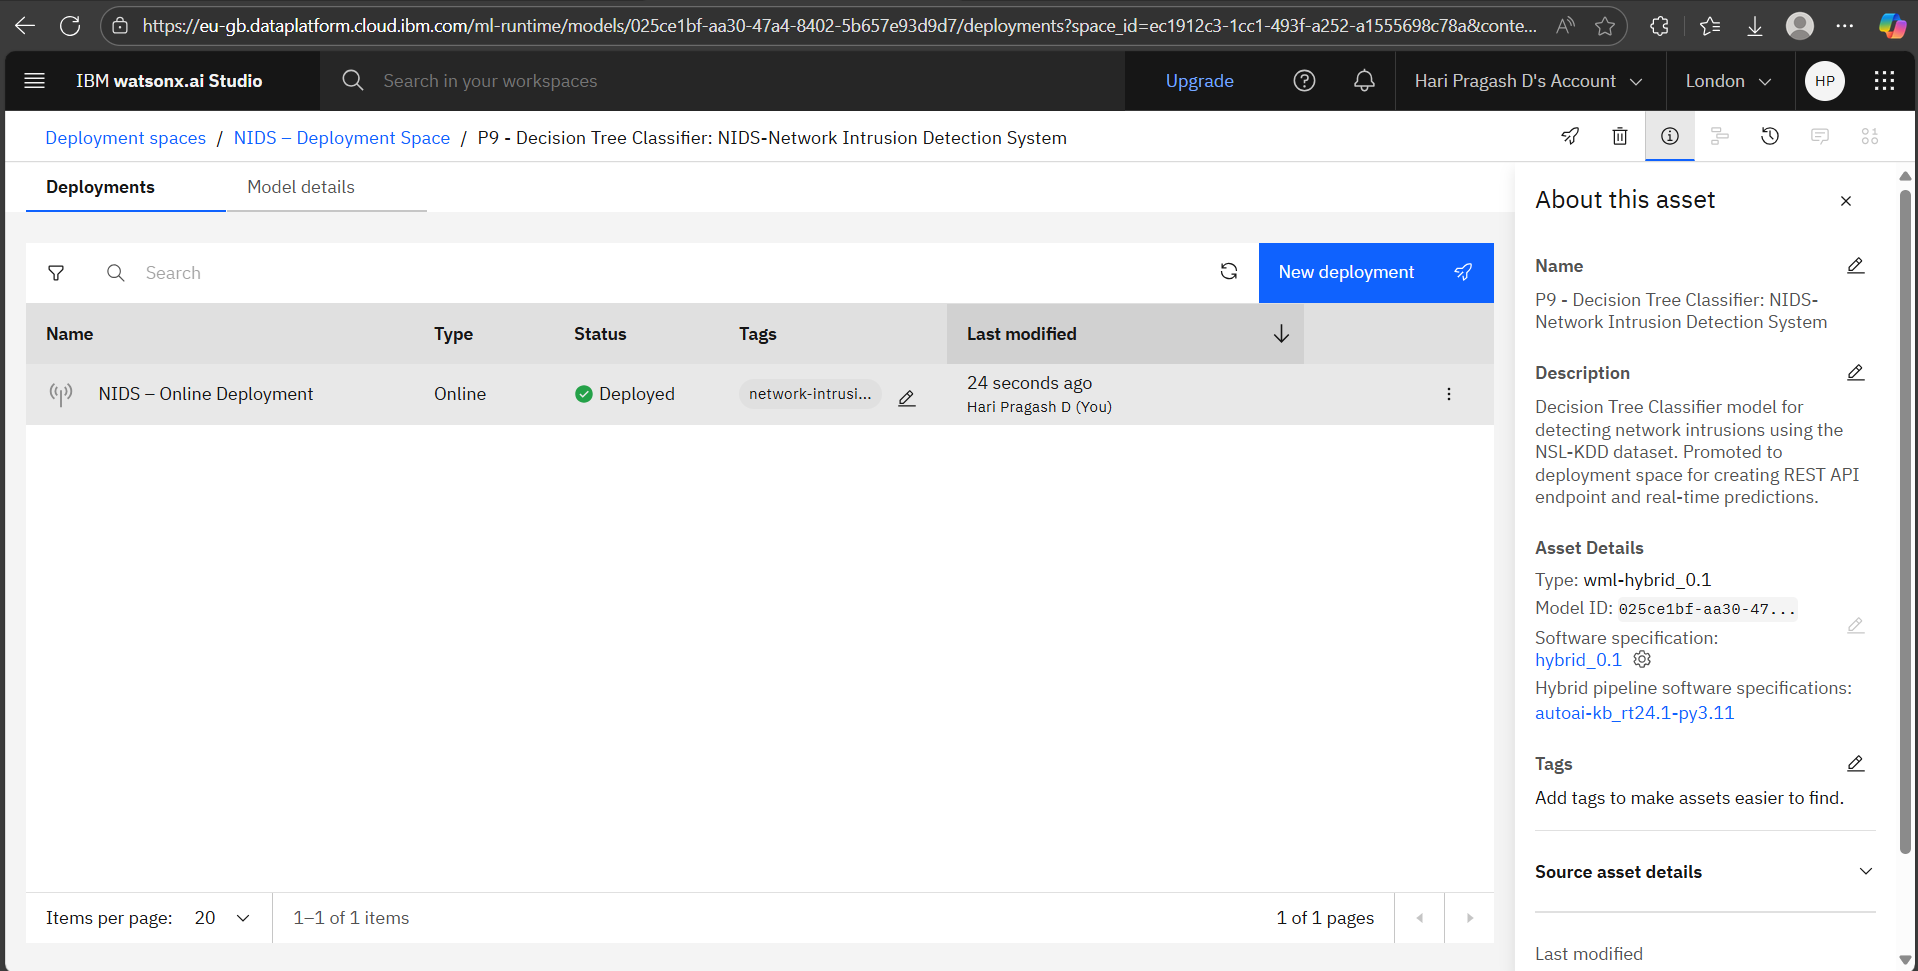 https://eu-gb.dataplatform.cloud.ibm.com/ml-runtime/models/025ce1bf-aa30-47a4-8402-5b657e93d9d7/deployments?space_id=ec1912c3-1cc1-493f-a252-a1555698c78a&conte...
IBM watsonx.ai Studio
Search in your workspaces
Upgrade
Hari Pragash D's Account
London
HP
Deployment spaces / NIDS – Deployment Space / P9 - Decision Tree Classifier: NIDS-Network Intrusion Detection System
Deployments
Model details
Search
New deployment
Name Type Status Tags Last modified
NIDS – Online Deployment Online Deployed network-intrusi... 24 seconds ago
Hari Pragash D (You)
Items per page: 20
1–1 of 1 items
1 of 1 pages
About this asset
Name
P9 - Decision Tree Classifier: NIDS-
Network Intrusion Detection System
Description
Decision Tree Classifier model for
detecting network intrusions using the
NSL-KDD dataset. Promoted to
deployment space for creating REST API
endpoint and real-time predictions.
Asset Details
Type: wml-hybrid_0.1
Model ID: 025ce1bf-aa30-47...
Software specification:
hybrid_0.1
Hybrid pipeline software specifications:
autoai-kb_rt24.1-py3.11
Tags
Add tags to make assets easier to find.
Source asset details
Last modified